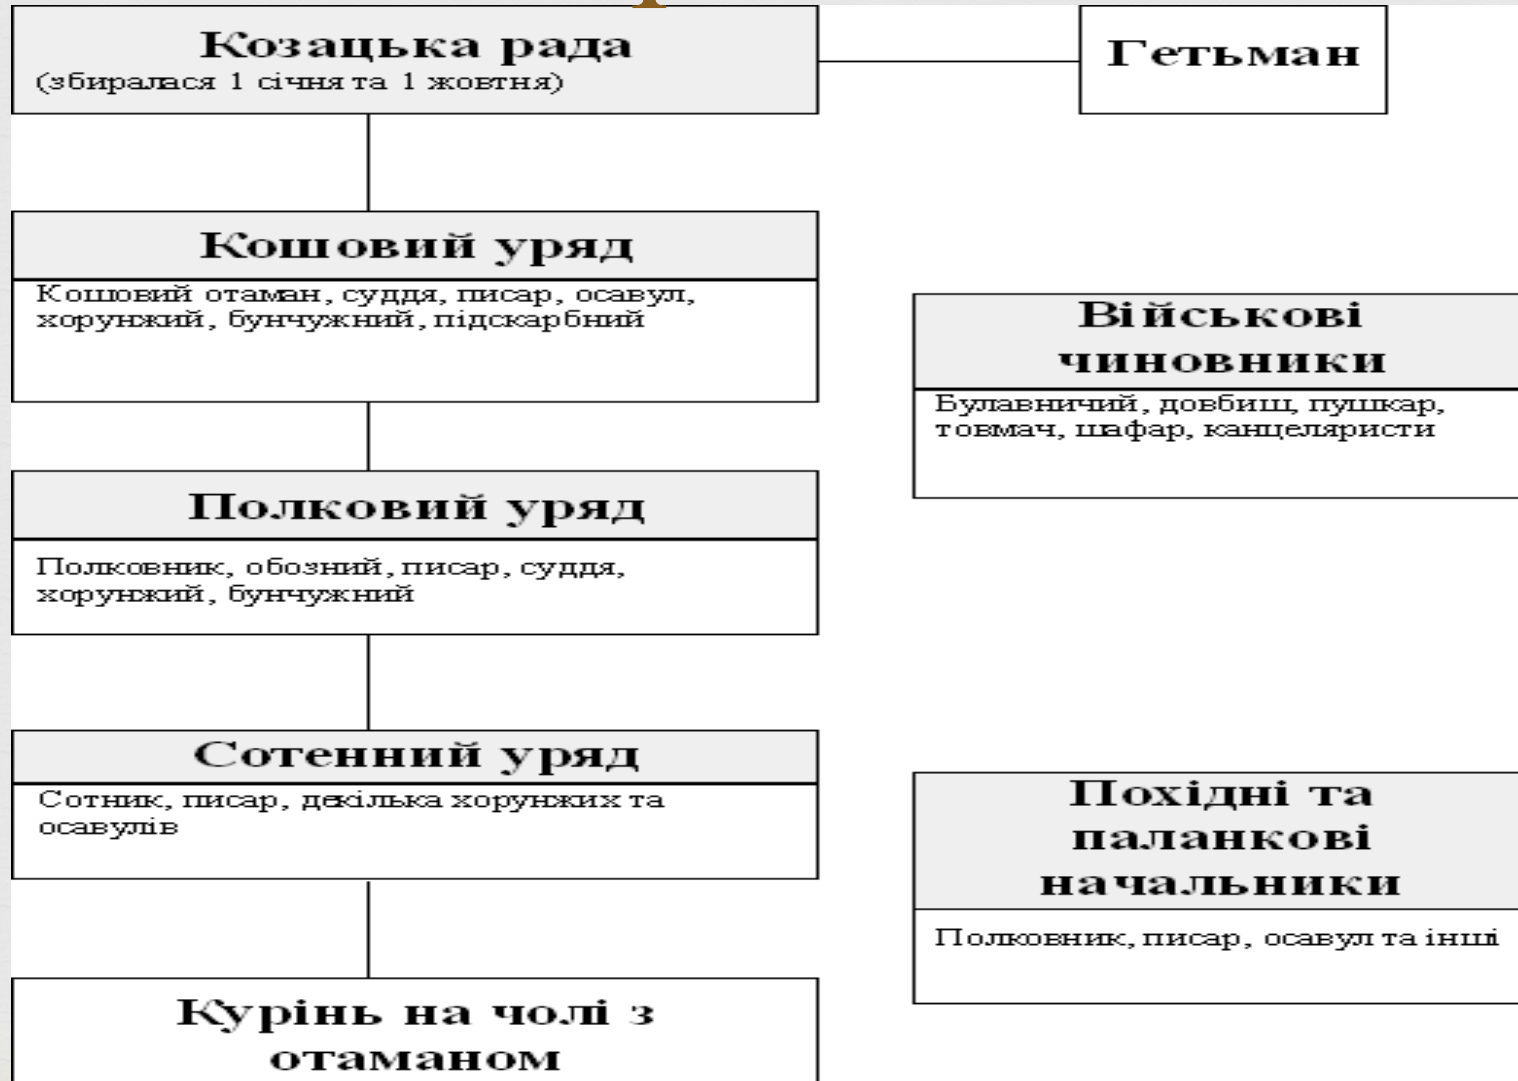 Козацька рада
(збиралася 1 січня та 1 жовтня)
Гетьман
Кошовий уряд
Кошовий отаман, суддя, писар, осавул,
хорунжий, бунчужний, підскарбний
Військові
чиновники
Булавничий, довбиш, пушкар,
товмач, шафар, канцеляристи
Полковий уряд
Полковник, обозний, писар, суддя,
хорунжий, бунчужний
Сотенний уряд
Сотник, писар, декілька хорунжих та
осавулів
Похідні та
паланкові
начальники
Полковник, писар, осавул та інші
Курінь на чолі з
отаманом